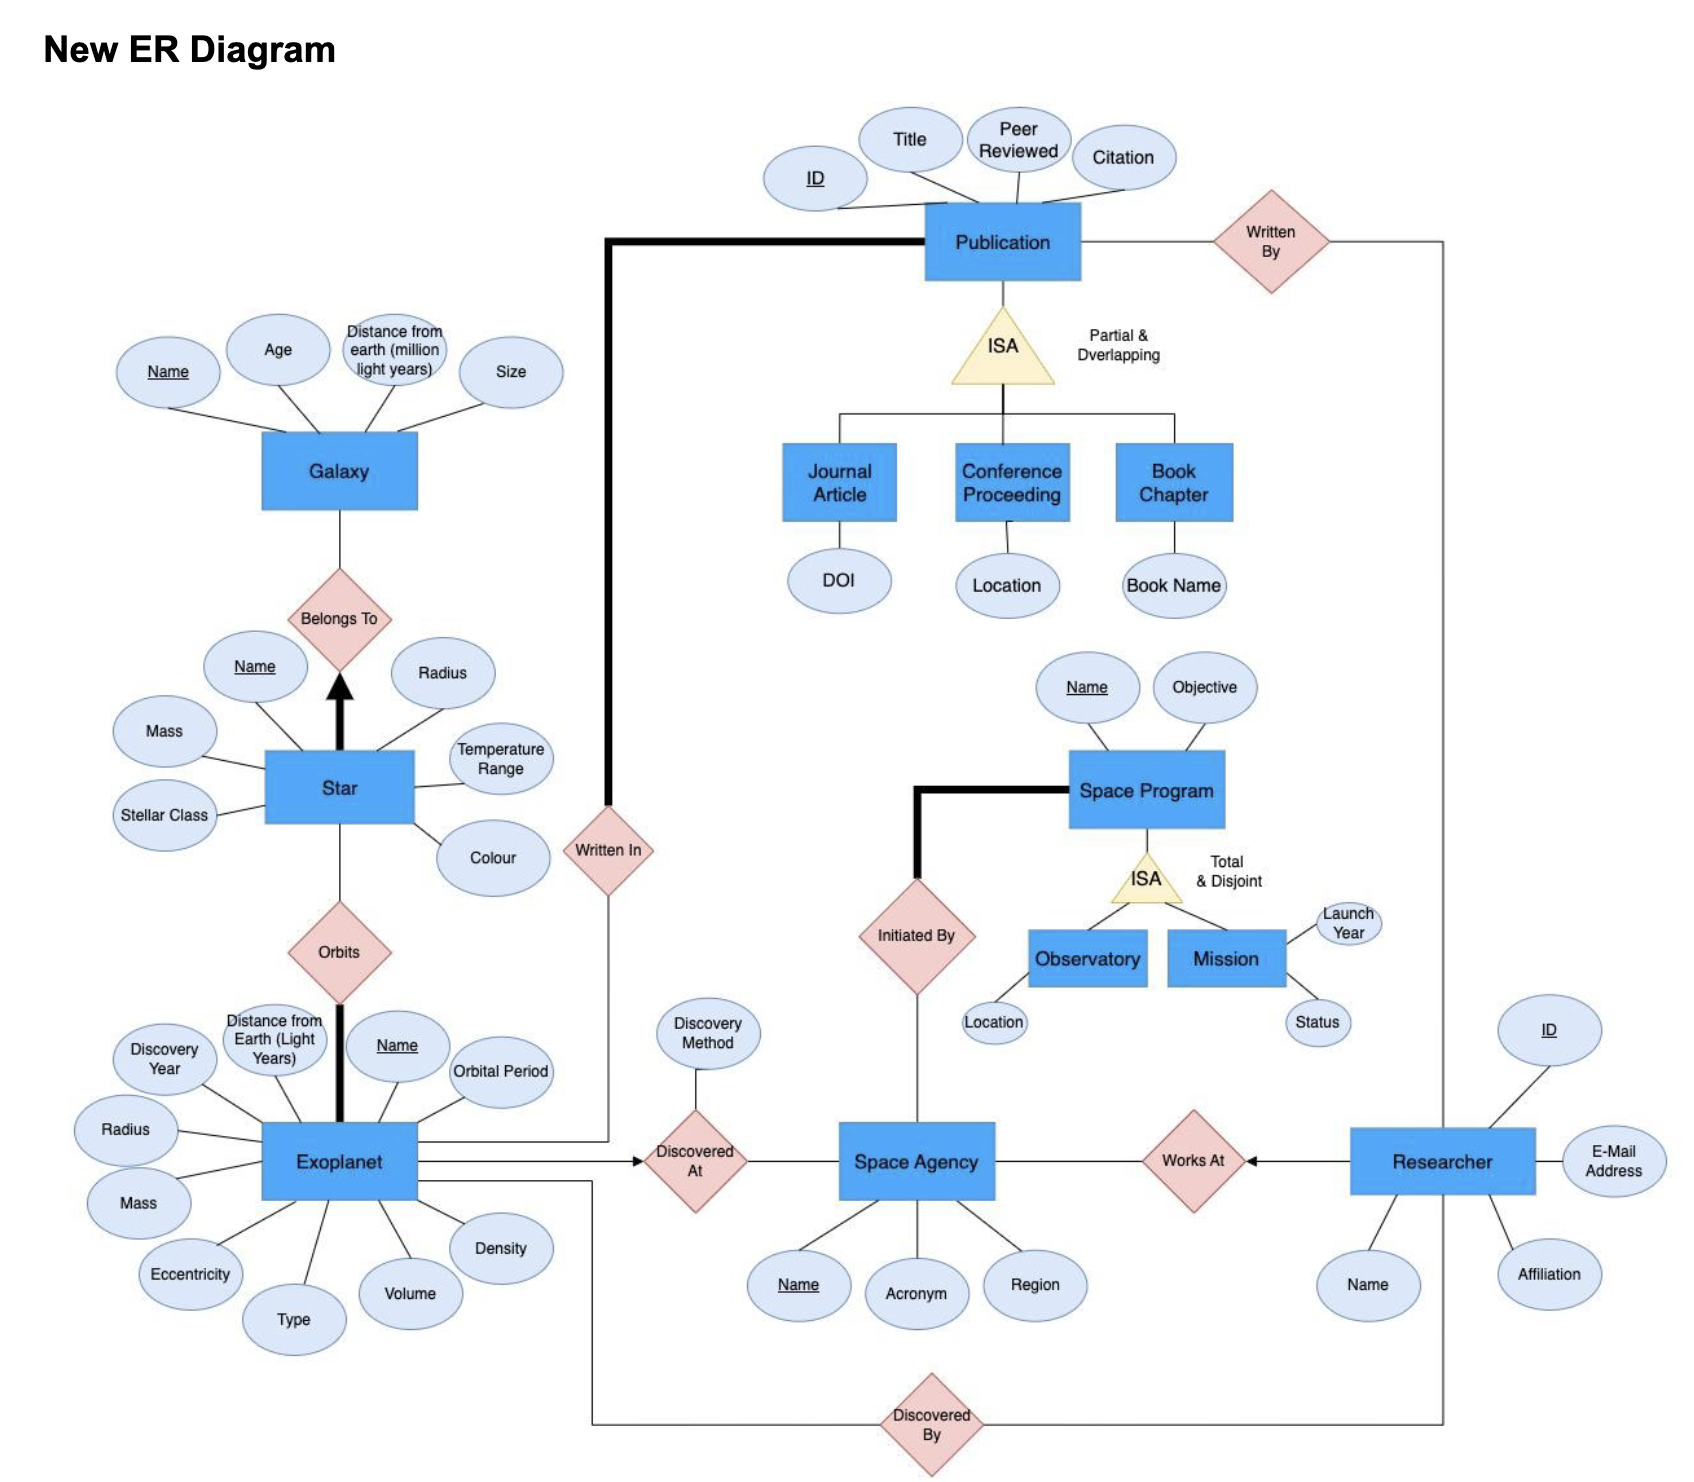 New ER Diagram
ID
Title
Peer
Reviewed
Citation
Publication
Written
By
ISA
Partial &
Dverlapping
Journal
Article
Conference
Proceeding
Book
Chapter
DOI
Location
Book Name
Name
Age
Distance from
earth (million
light years)
Size
Galaxy
Belongs To
Name
Radius
Mass
Temperature
Range
Stellar Class
Star
Colour
Written In
Orbits
Name
Objective
Space Program
ISA
Total
& Disjoint
Initiated By
Observatory
Mission
Launch
Year
Location
Status
Discovery
Year
Distance from
Earth (Light
Years)
Name
Orbital Period
Radius
Exoplanet
Mass
Eccentricity
Type
Volume
Density
Discovery
Method
Discovered
At
Space Agency
Name
Acronym
Region
Works At
Researcher
ID
E-Mail
Address
Name
Affiliation
Discovered
By